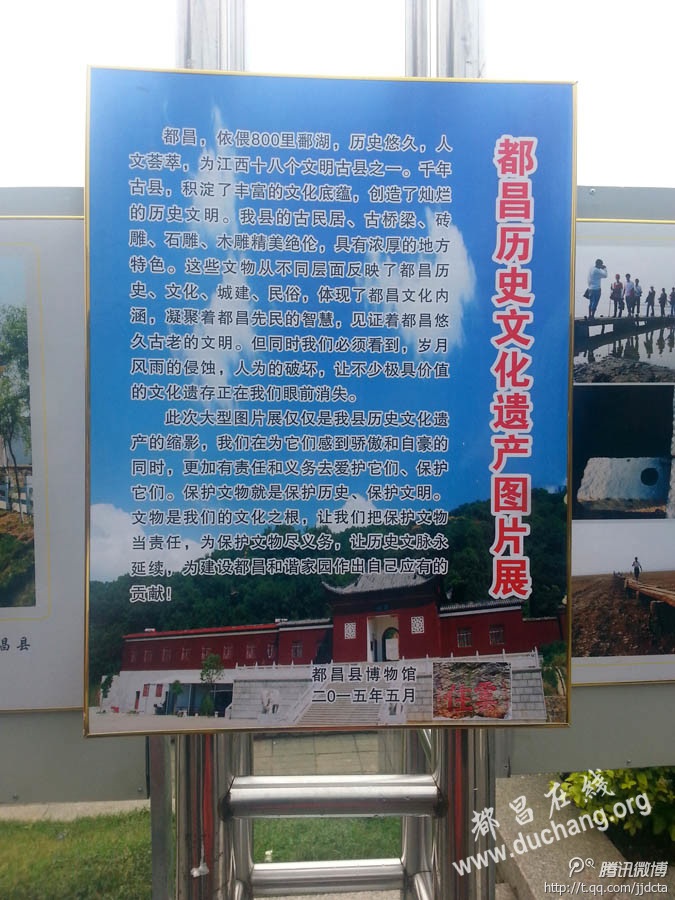 都昌历史文化遗产图片展
都昌，依偎800里鄱湖，历史悠久，人
文荟萃，为江西十八个文明古县之一。千年
古县，积淀了丰富的文化底蕴，创造了灿烂
的历史文明。我县的古民居、古桥梁、砖
雕、石雕、木雕精美绝伦，具有浓厚的地方
特色。这些文物从不同层面反映了都昌历
史、文化、城建、民俗，体现了都昌文化内
涵，凝聚着都昌先民的智慧，见证着都昌悠
久古老的文明。但同时我们必须看到，岁月
风雨的侵蚀，人为的破坏，让不少极具价值
的文化遗存正在我们眼前消失。
此次大型图片展仅仅是我县历史文化遗
产的缩影，我们在为它们感到骄傲和自豪的
同时，更加有责任和义务去爱护它们、保护
它们。保护文物就是保护历史、保护文明。
文物是我们的文化之根，让我们把保护文物
当责任，为保护文物尽义务，让历史文脉永
延续，为建设都昌和谐家园作出自己应有的
贡献！
都昌县博物馆
二0一五年五月
昌县
都昌在线
www.duchang.org
腾讯微博
http://t.qq.com/jjdcta